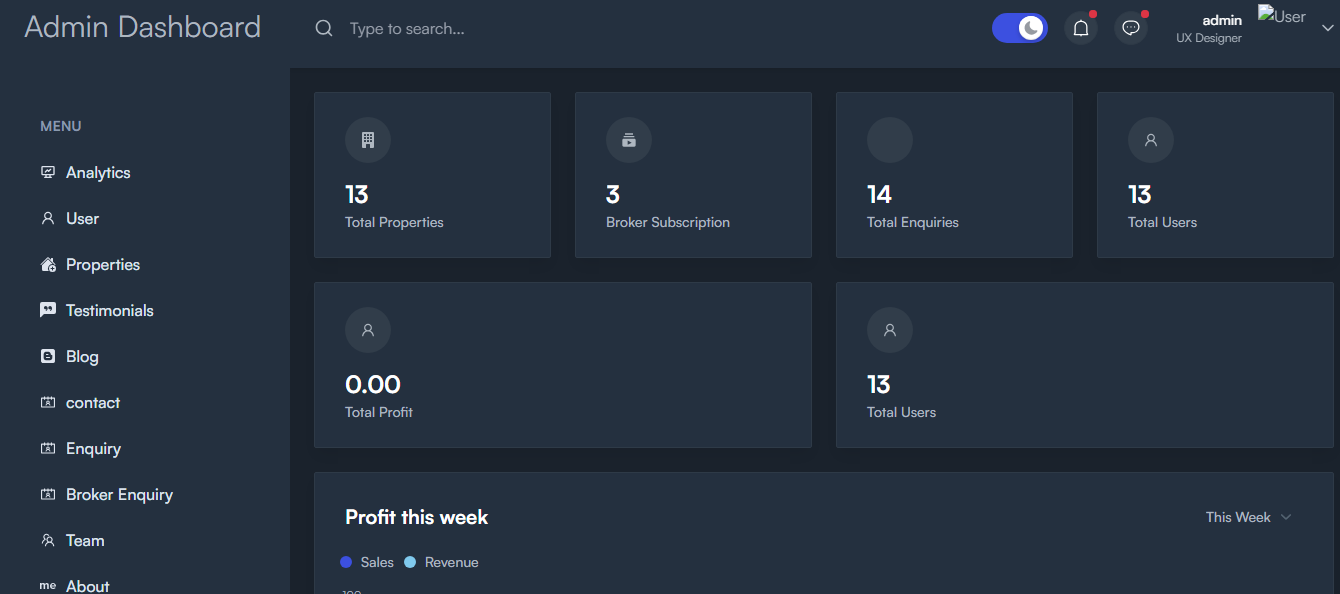 Admin Dashboard
Type to search...
admin
UX Designer
User
MENU
Analytics
User
Properties
Testimonials
Blog
contact
Enquiry
Broker Enquiry
Team
me About
13
Total Properties
3
Broker Subscription
14
Total Enquiries
13
Total Users
0.00
Total Profit
13
Total Users
Profit this week
This Week
Sales
Revenue